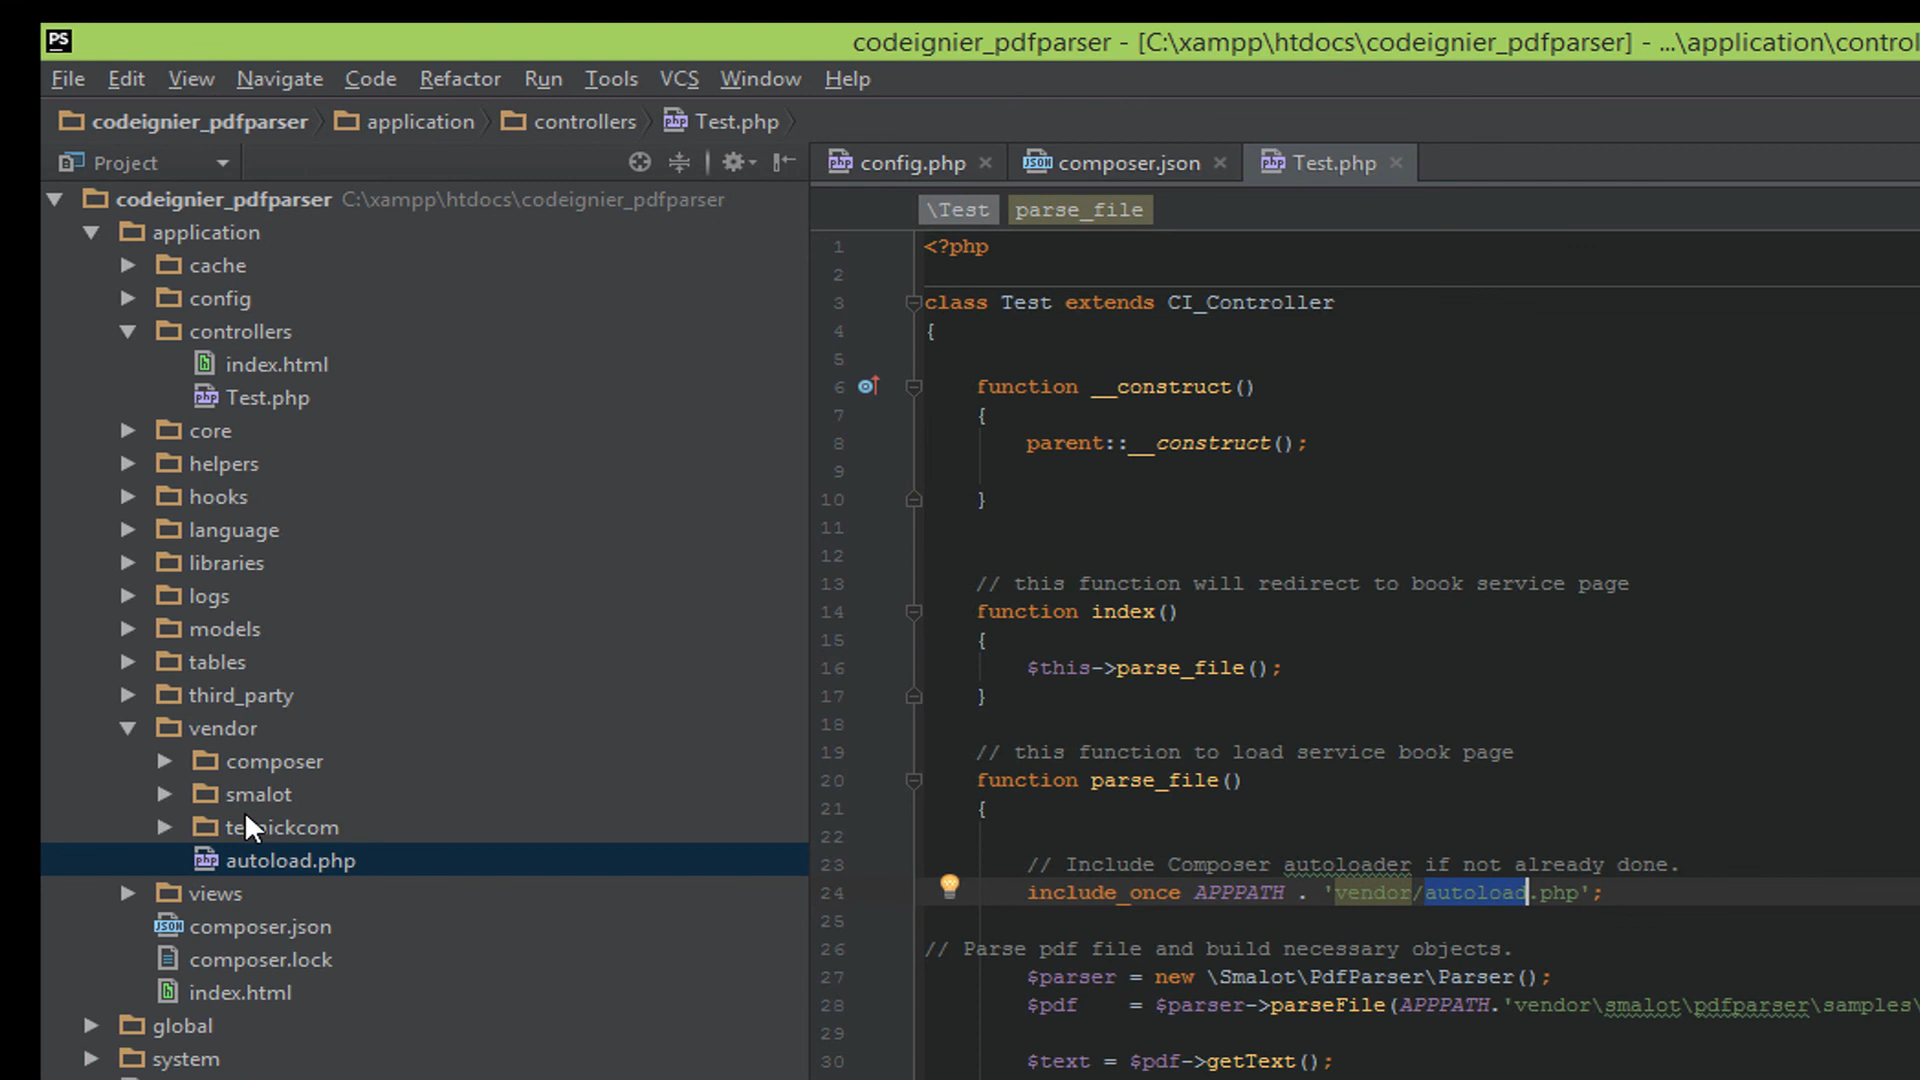 PS codeignier_pdfparser - [C:\xampp\htdocs\codeignier_pdfparser] - ...\application\control
File Edit View Navigate Code Refactor Run Tools VCS Window Help
codeignier_pdfparser application controllers Test.php
Project
config.php composer.json Test.php
codeignier_pdfparser C:\xampp\htdocs\codeignier_pdfparser
application
cache
config
controllers
index.html
Test.php
core
helpers
hooks
language
libraries
logs
models
tables
third_party
vendor
composer
smalot
autoload.php
views
composer.json
composer.lock
index.html
global
system
\Test parse_file
1 <?php
2
3 class Test extends CI_Controller
4 {
5
6 function __construct()
7 {
8 parent::__construct();
9
10 }
11
12
13 // this function will redirect to book service page
14 function index()
15 {
16 $this->parse_file();
17 }
18
19 // this function to load service book page
20 function parse_file()
21 {
22
23 // Include Composer autoloader if not already done.
24 include_once APPPATH . 'vendor/autoload.php';
25
26 // Parse pdf file and build necessary objects.
27 $parser = new \Smalot\PdfParser\Parser();
28 $pdf = $parser->parseFile(APPPATH.'vendor\smalot\pdfparser\samples\
29
30 $text = $pdf->getText();